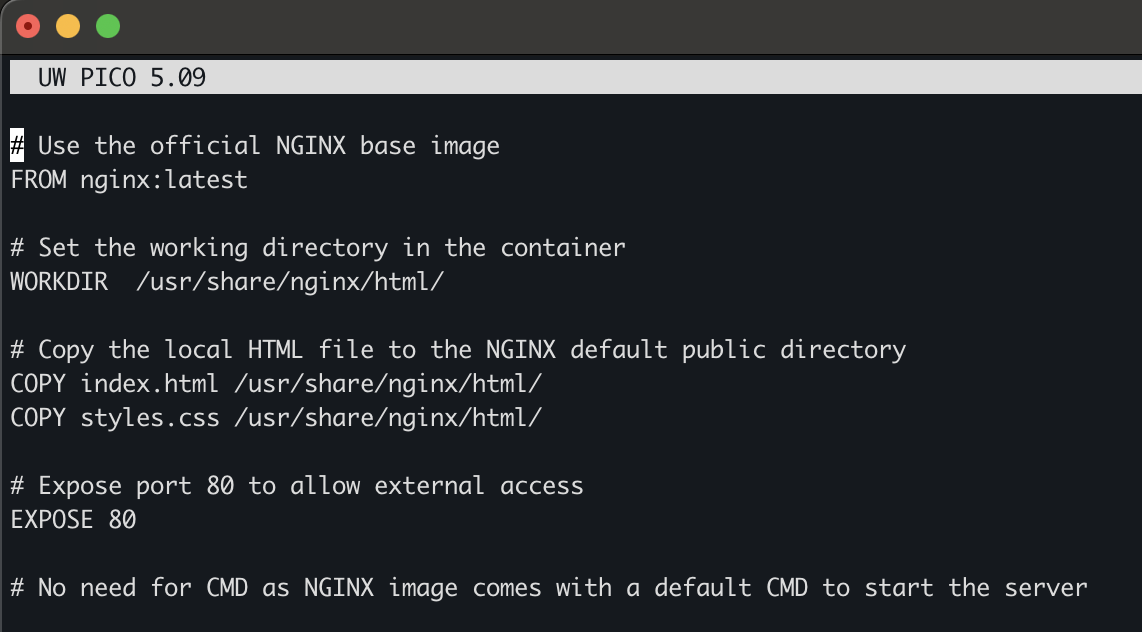 UW PICO 5.09
# Use the official NGINX base image
FROM nginx:latest
# Set the working directory in the container
WORKDIR  /usr/share/nginx/html/
# Copy the local HTML file to the NGINX default public directory
COPY index.html /usr/share/nginx/html/
COPY styles.css /usr/share/nginx/html/
# Expose port 80 to allow external access
EXPOSE 80
# No need for CMD as NGINX image comes with a default CMD to start the server